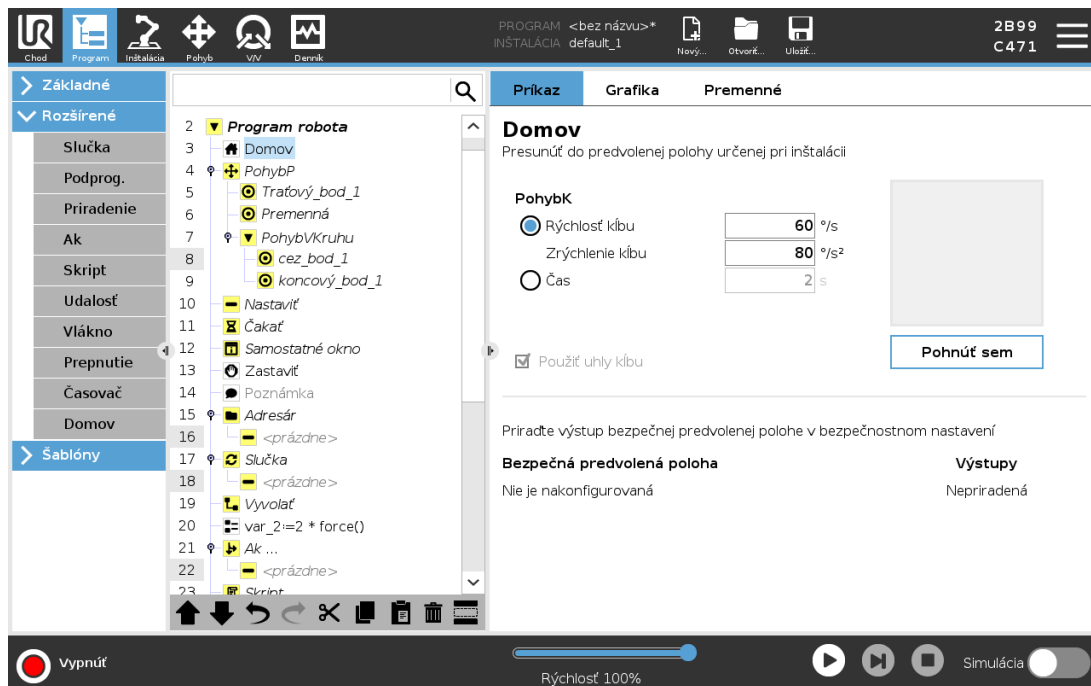 PROGRAM <bez názvu>*
INŠTALÁCIA default_1
Chod
Program
Inštalácia
Pohyb
V/V
Denník
Nový...
Otvoriť...
Uložiť...
2B99
C471
Základné
Rozšírené
Slučka
Podprog.
Priradenie
Ak
Skript
Udalosť
Vlákno
Prepnutie
Časovač
Domov
Šablóny
2 Program robota
3 Domov
4 PohybP
5 Traťový_bod_1
6 Premenná
7 PohybVKruhu
8 cez_bod_1
9 koncový_bod_1
10 Nastaviť
11 Čakať
12 Samostatné okno
13 Zastaviť
14 Poznámka
15 Adresár
16 <prázdne>
17 Slučka
18 <prázdne>
19 Vyvolať
20 var_2:=2 * force()
21 Ak ...
22 <prázdne>
23 Skript
Príkaz Grafika Premenné
Domov
Presunúť do predvolenej polohy určenej pri inštalácii
PohybK
Rýchlosť kĺbu 60 °/s
Zrýchlenie kĺbu 80 °/s²
Čas 2 s
Použiť uhly kĺbu
Pohnúť sem
Priraďte výstup bezpečnej predvolenej polohe v bezpečnostnom nastavení
Bezpečná predvolená poloha Výstupy
Nie je nakonfigurovaná Nepriradená
Vypnúť
Rýchlosť 100%
Simulácia